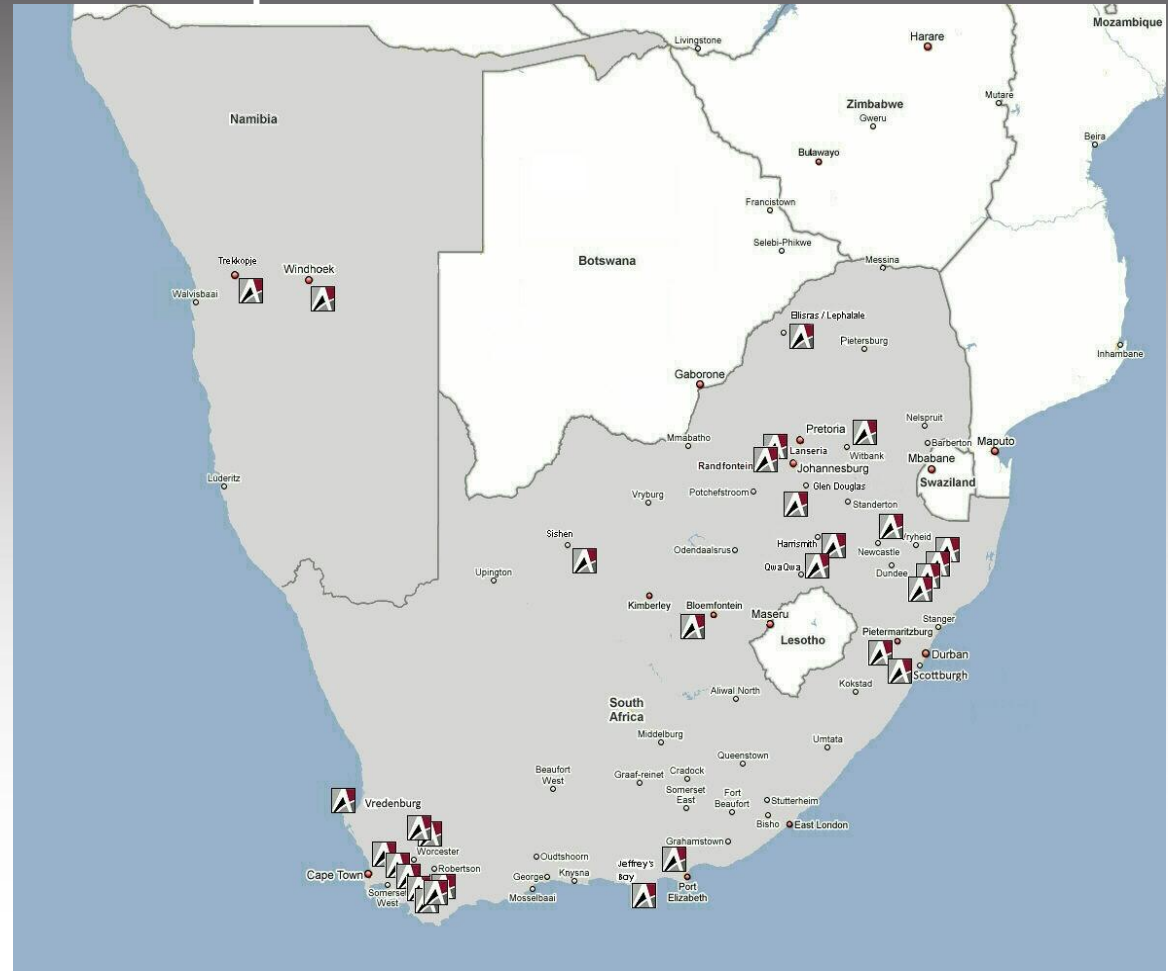 Mozambique
Harare
Livingstone
Mutare
Zimbabwe
Gweru
Namibia
Beira
Bulawayo
Francistown
Selebi-Phikwe
Botswana
Messina
Trekkopje
Windhoek
Walvisbaai
Ellisras / Lephalale
Pietersburg
Inhambane
Gaborone
Nelspruit
Pretoria
Mmabatho
Barberton
Maputo
Lanseria
Witbank
Mbabane
Randfontein
Johannesburg
Lüderitz
Swaziland
Glen Douglas
Potchefstroom
Vryburg
Standerton
Sishen
Vryheid
Harrismith
Odendaalsrus
Newcastle
QwaQwa
Upington
Dundee
Kimberley
Bloemfontein
Maseru
Stanger
Pietermaritzburg
Lesotho
Durban
Scottburgh
Kokstad
Aliwal North
South
Africa
Middelburg
Umtata
Queenstown
Beaufort
West
Graaf-reinet
Cradock
Somerset
East
Fort
Beaufort
Stutterheim
Vredenburg
Bisho
East London
Grahamstown
Worcester
Oudtshoorn
Jeffrey's
Bay
Robertson
Cape Town
George
Knysna
Somerset
West
Mosselbaai
Port
Elizabeth